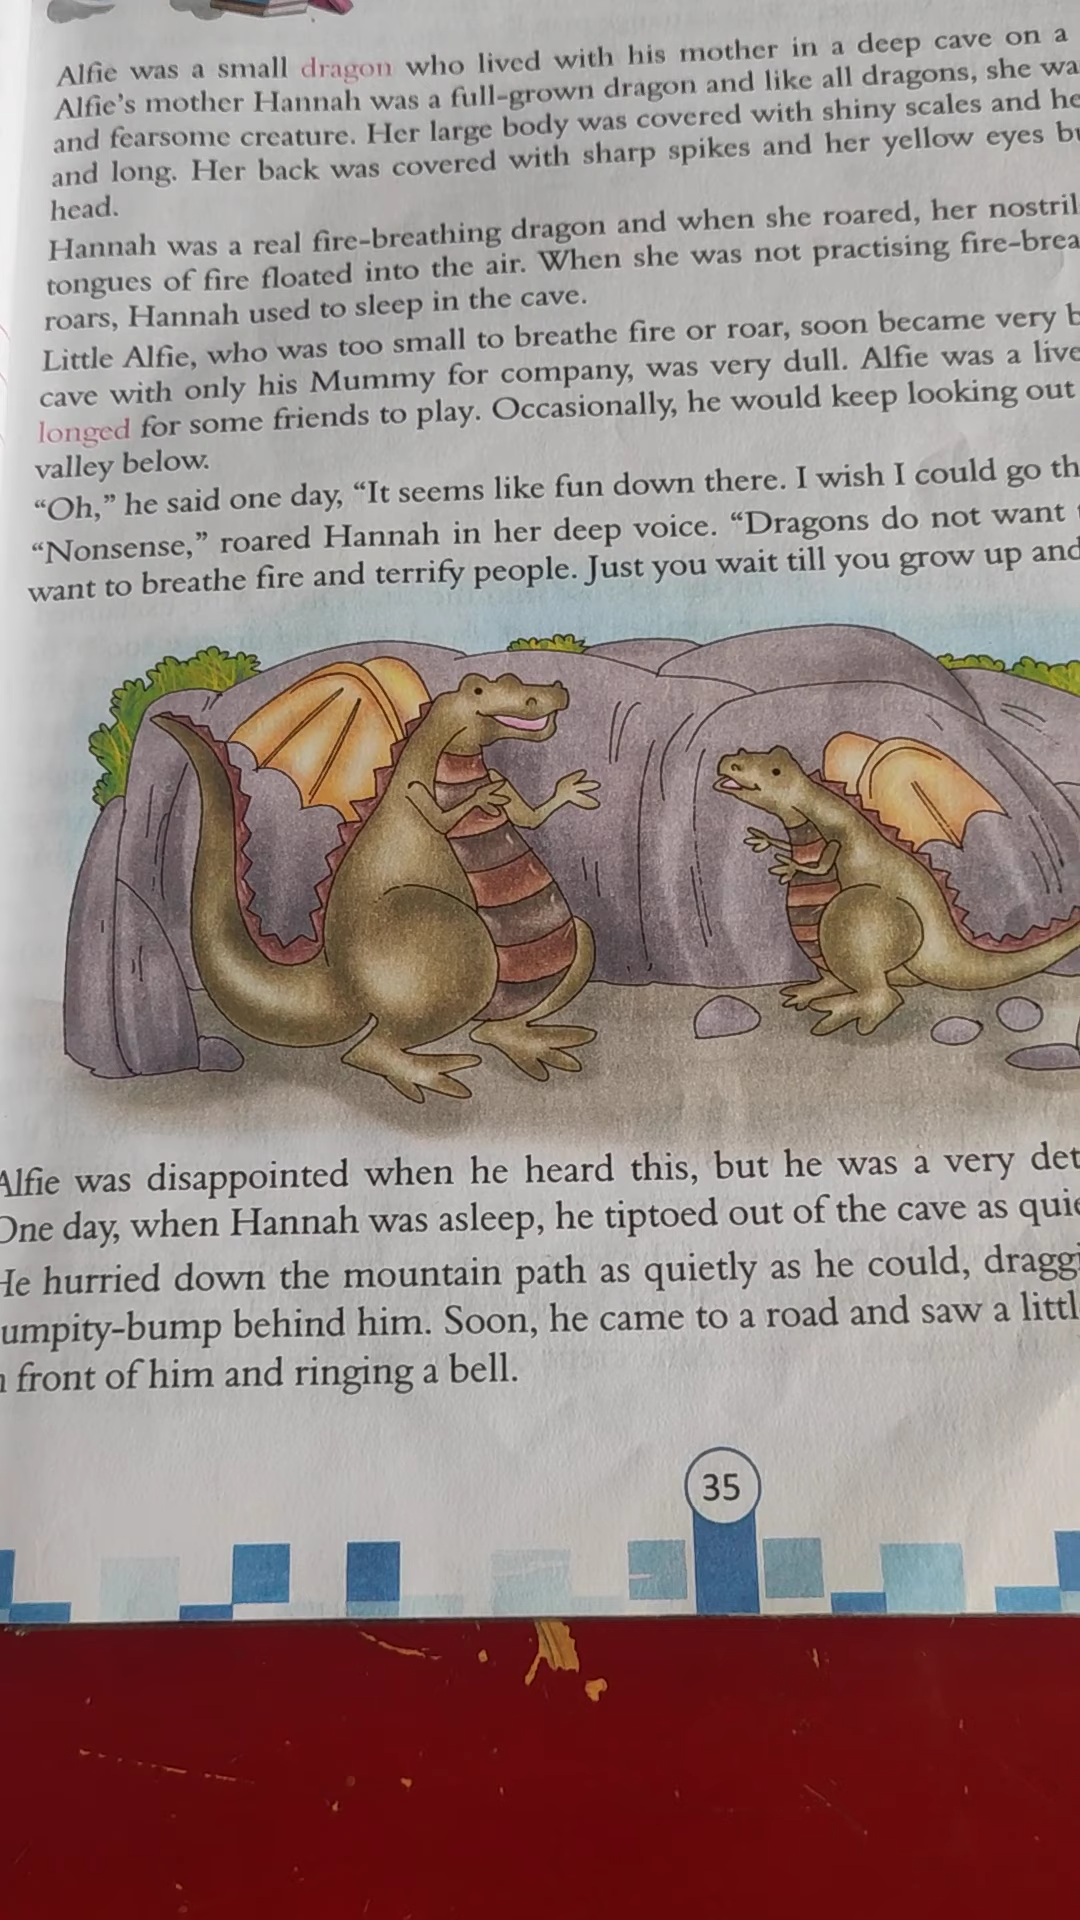 Alfie was a small dragon who lived with his mother in a deep cave on a
Alfie's mother Hannah was a full-grown dragon and like all dragons, she
and fearsome creature. Her large body was covered with shiny scales and
and long. Her back was covered with sharp spikes and her yellow eyes
head.
Hannah was a real fire-breathing dragon and when she roared, her
tongues of fire floated into the air. When she was not practising
roars, Hannah used to sleep in the cave.
Little Alfie, who was too small to breathe fire or roar, soon became very
cave with only his Mummy for company, was very dull. Alfie was a
longed for some friends to play. Occasionally, he would keep looking out
valley below.
“Oh,” he said one day, “It seems like fun down there. I wish I could go
“Nonsense,” roared Hannah in her deep voice. “Dragons do not want
want to breathe fire and terrify people. Just you wait till you grow up and
Alfie was disappointed when he heard this, but he was a very
One day, when Hannah was asleep, he tiptoed out of the cave as
He hurried down the mountain path as quietly as he could,
umpity-bump behind him. Soon, he came to a road and saw a
front of him and ringing a bell.
35